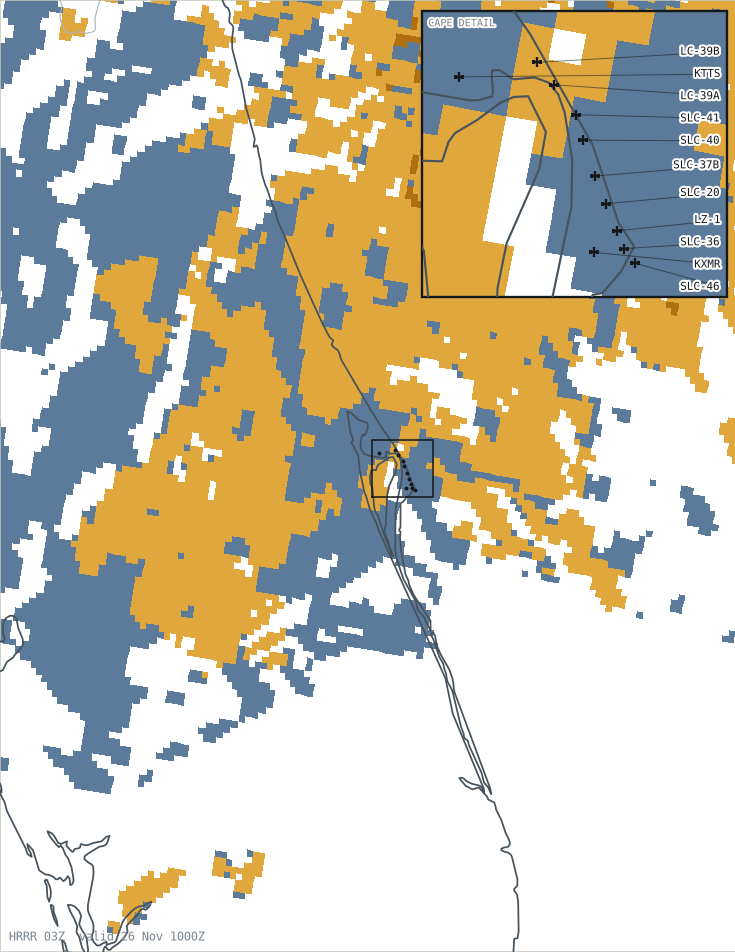 CAPE DETAIL
LC-39B
KTTS
LC-39A
SLC-41
SLC-40
SLC-37B
SLC-20
LZ-1
SLC-36
KXMR
SLC-46
HRRR 03Z valid 26 Nov 1000Z